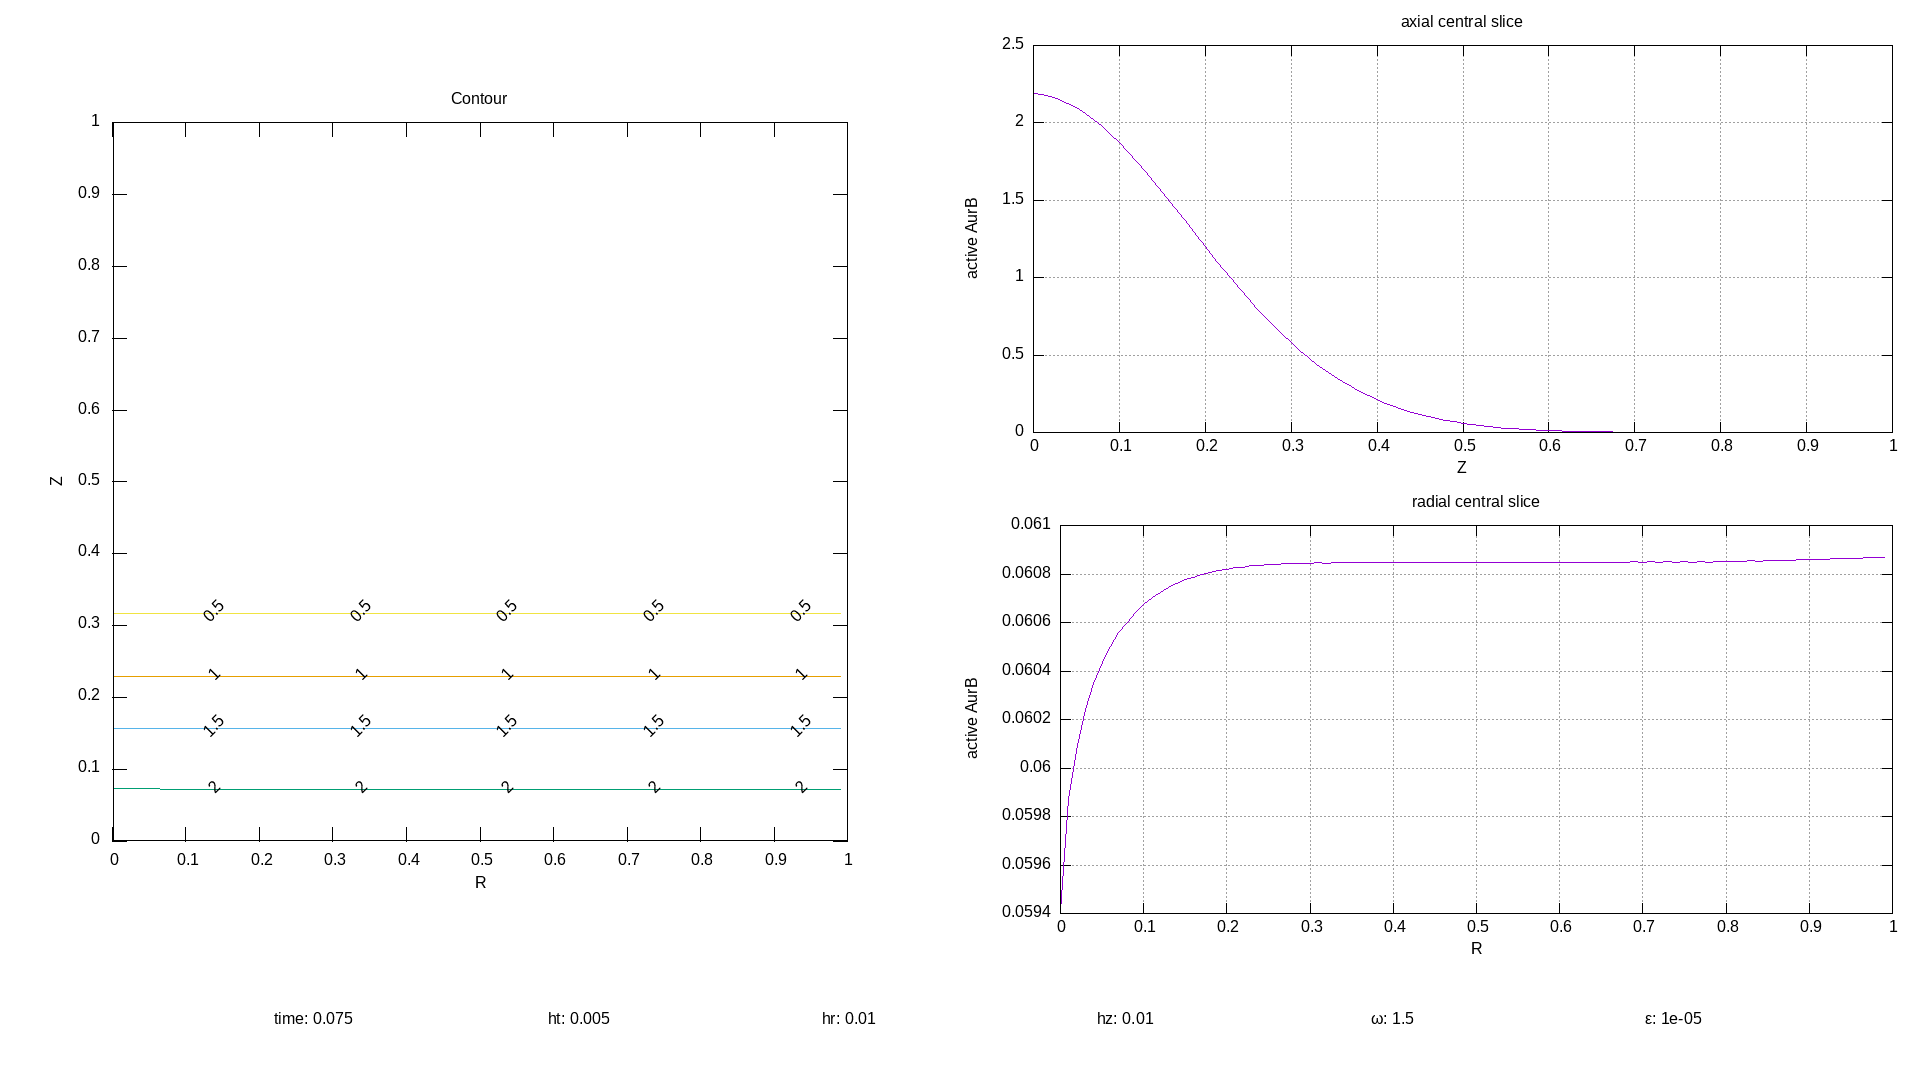 Contour
1
0.9
0.8
0.7
0.6
0.5
0.4
0.3
0.2
0.1
0
Z
0.5 0.5 0.5 0.5 0.5
1 1 1 1 1
1.5 1.5 1.5 1.5 1.5
2 2 2 2 2
0 0.1 0.2 0.3 0.4 0.5 0.6 0.7 0.8 0.9 1
R
axial central slice
2.5
2
1.5
1
0.5
0
active AurB
0 0.1 0.2 0.3 0.4 0.5 0.6 0.7 0.8 0.9 1
Z
radial central slice
0.061
0.0608
0.0606
0.0604
0.0602
0.06
0.0598
0.0596
0.0594
active AurB
0 0.1 0.2 0.3 0.4 0.5 0.6 0.7 0.8 0.9 1
R
time: 0.075 ht: 0.005 hr: 0.01 hz: 0.01 ω: 1.5 ε: 1e-05